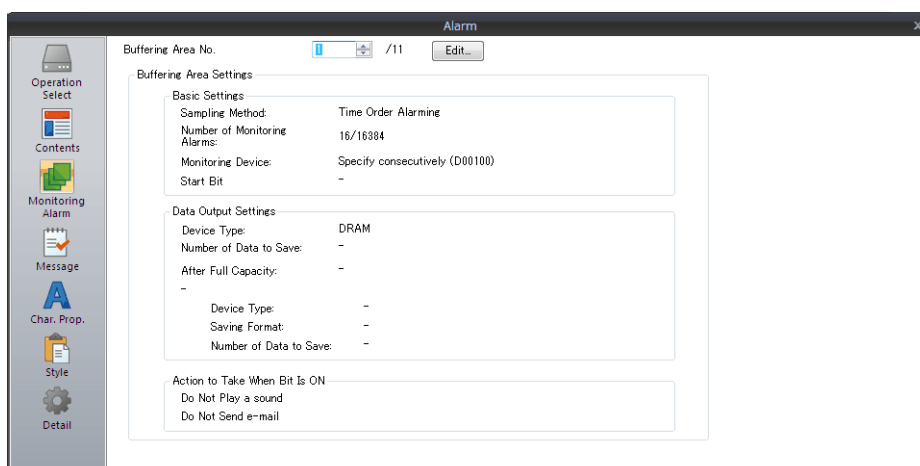 Alarm
x
Buffering Area No. 1 /11 Edit...
Buffering Area Settings
Basic Settings
Sampling Method: Time Order Alarming
Number of Monitoring Alarms: 16/16384
Monitoring Device: Specify consecutively (D00100)
Start Bit -
Data Output Settings
Device Type: DRAM
Number of Data to Save: -
After Full Capacity: -
-
Device Type: -
Saving Format: -
Number of Data to Save: -
Action to Take When Bit Is ON
Do Not Play a sound
Do Not Send e-mail
Operation
Select
Contents
Monitoring
Alarm
Message
A
Char. Prop.
Style
Detail